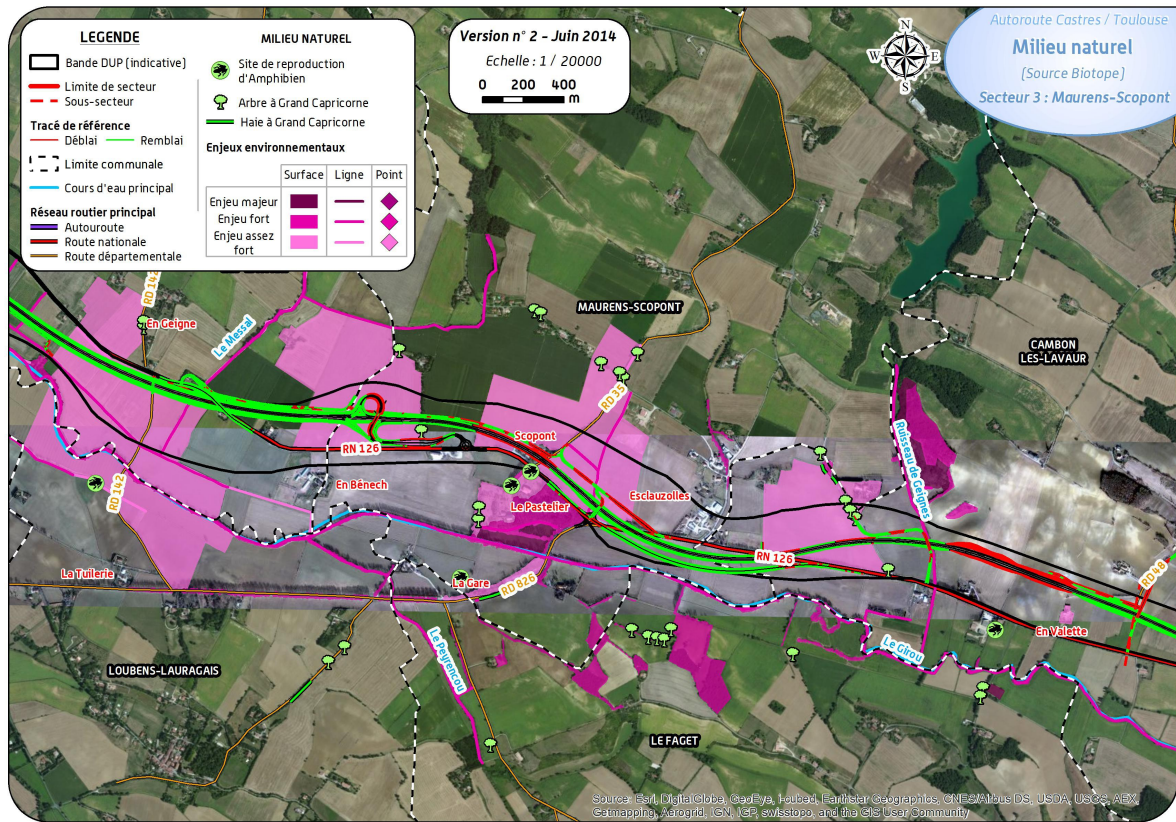 LEGENDE
Bande DUP (indicative)
Limite de secteur
Sous-secteur
Tracé de référence
Déblai
Remblai
Limite communale
Cours d'eau principal
Réseau routier principal
Autoroute
Route nationale
Route départementale
MILIEU NATUREL
Site de reproduction
d'Amphibien
Arbre à Grand Capricorne
Haie à Grand Capricorne
Enjeux environnementaux
Surface Ligne Point
Enjeu majeur
Enjeu fort
Enjeu assez
fort
Version n° 2 - Juin 2014
Echelle : 1 / 20000
0 200 400
m
N
W E
S
Autoroute Castres / Toulouse
Milieu naturel
(Source Biotope)
Secteur 3 : Maurens-Scopont
RD 142
En Geigne
Le Messal
MAURENS-SCOPONT
CAMBON
LES-LAVAUR
RD 35
Scopont
RN 126
Ruisseau de Geignes
En Bénech
RD 142
Le Pastelier
Esclauzolles
RN 126
La Tuilerie
La Gare
RD 826
RD 48
En Valette
Le Girou
Le Peyrencou
LOUBENS-LAURAGAIS
LE FAGET
Source: Esri, DigitalGlobe, GeoEye, i-cubed, Earthstar Geographics, CNES/Airbus DS, USDA, USGS, AEX,
Getmapping, Aerogrid, IGN, IGP, swisstopo, and the GIS User Community